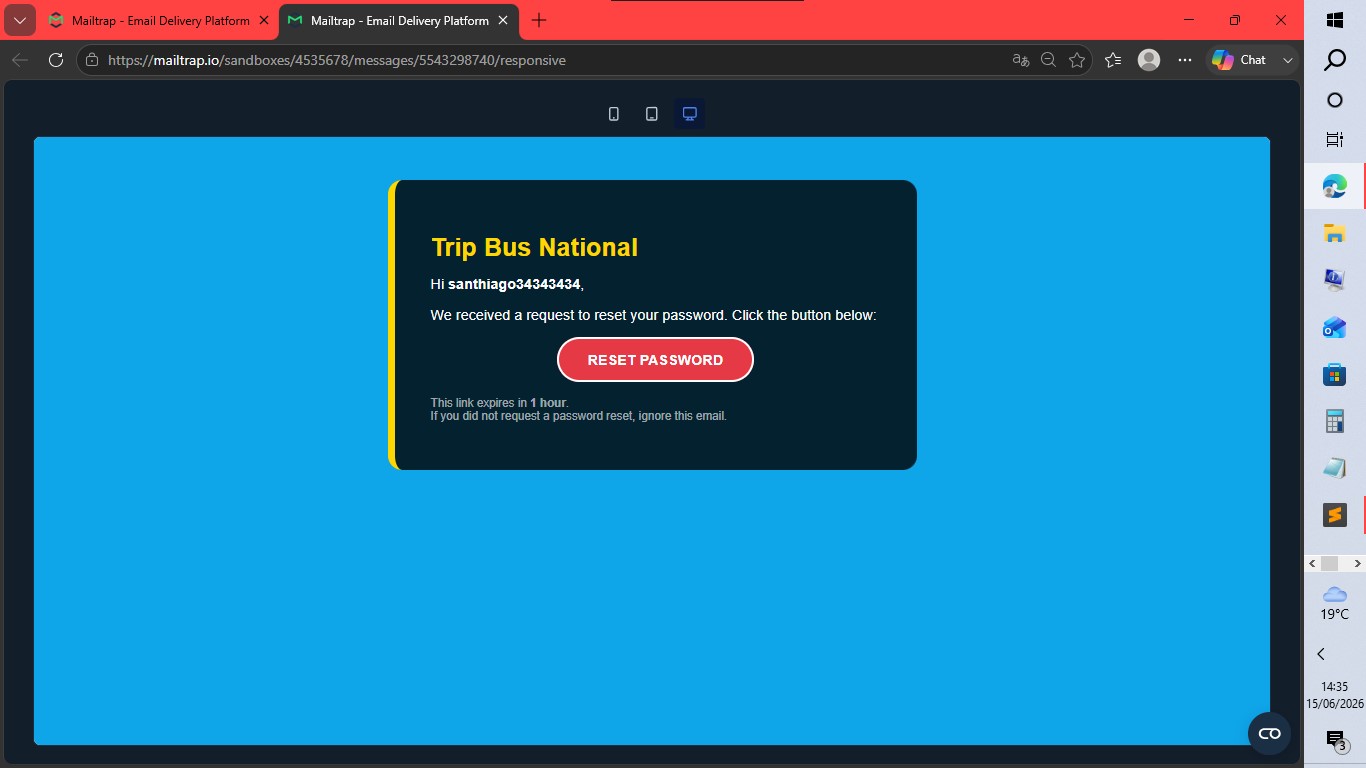 Mailtrap - Email Delivery Platform
Mailtrap - Email Delivery Platform
https://mailtrap.io/sandboxes/4535678/messages/5543298740/responsive
Chat
Trip Bus National
Hi santhiago34343434,
We received a request to reset your password. Click the button below:
RESET PASSWORD
This link expires in 1 hour.
If you did not request a password reset, ignore this email.
19°C
14:35
15/06/2026
3